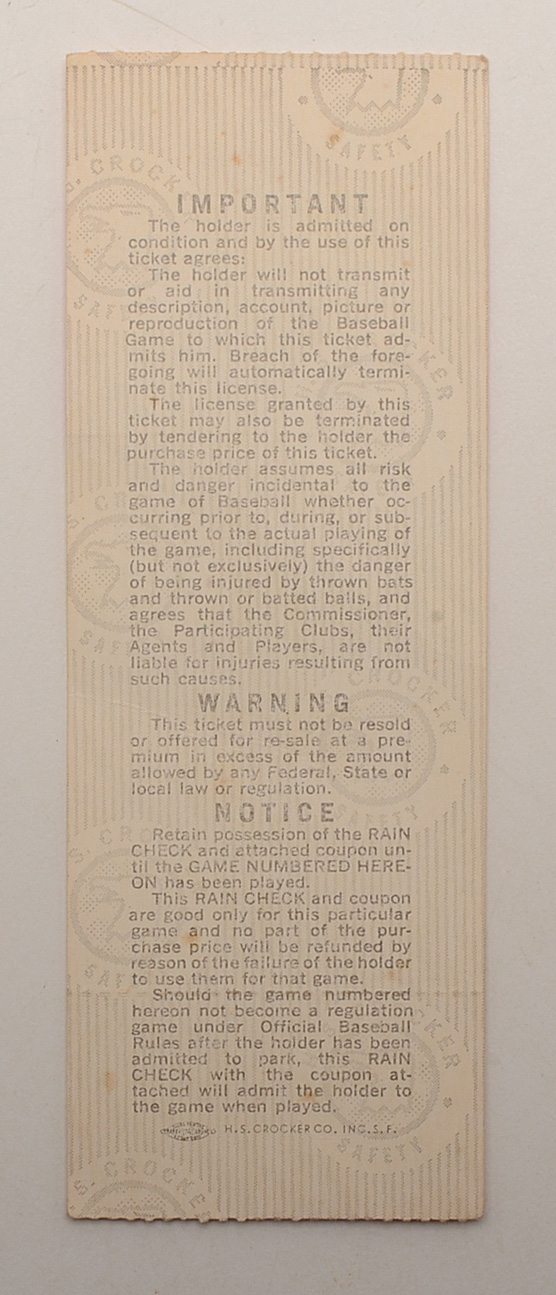 IMPORTANT
The holder is admitted on
condition and by the use of this
ticket agrees:
The holder will not transmit
or aid in transmitting any
description, account, picture or
reproduction of the Baseball
Game to which this ticket ad-
mits him. Breach of the fore-
going will automatically termi-
nate this license.
The license granted by this
ticket may also be terminated
by tendering to the holder the
purchase price of this ticket.
The holder assumes all risk
and danger incidental to the
game of Baseball whether oc-
curring prior to, during, or sub-
sequent to the actual playing of
the game, including specifically
(but not exclusively) the danger
of being injured by thrown bats
and thrown or batted balls, and
agrees that the Commissioner,
the Participating Clubs, their
Agents and Players, are not
liable for injuries resulting from
such causes.
WARNING
This ticket must not be resold
or offered for re-sale at a pre-
mium in excess of the amount
allowed by any Federal, State or
local law or regulation.
NOTICE
Retain possession of the RAIN
CHECK and attached coupon un-
til the GAME NUMBERED HERE-
ON has been played.
This RAIN CHECK and coupon
are good only for this particular
game and no part of the pur-
chase price will be refunded by
reason of the failure of the holder
to use them for that game.
Should the game numbered
hereon not become a regulation
game under Official Baseball
Rules after the holder has been
admitted to park, this RAIN
CHECK with the coupon at-
tached will admit the holder to
the game when played.
H.S. CROCKER CO. INC. S.F.
SAFETY
S. CROCK
CROCKER
SAFETY
S. CROCKE